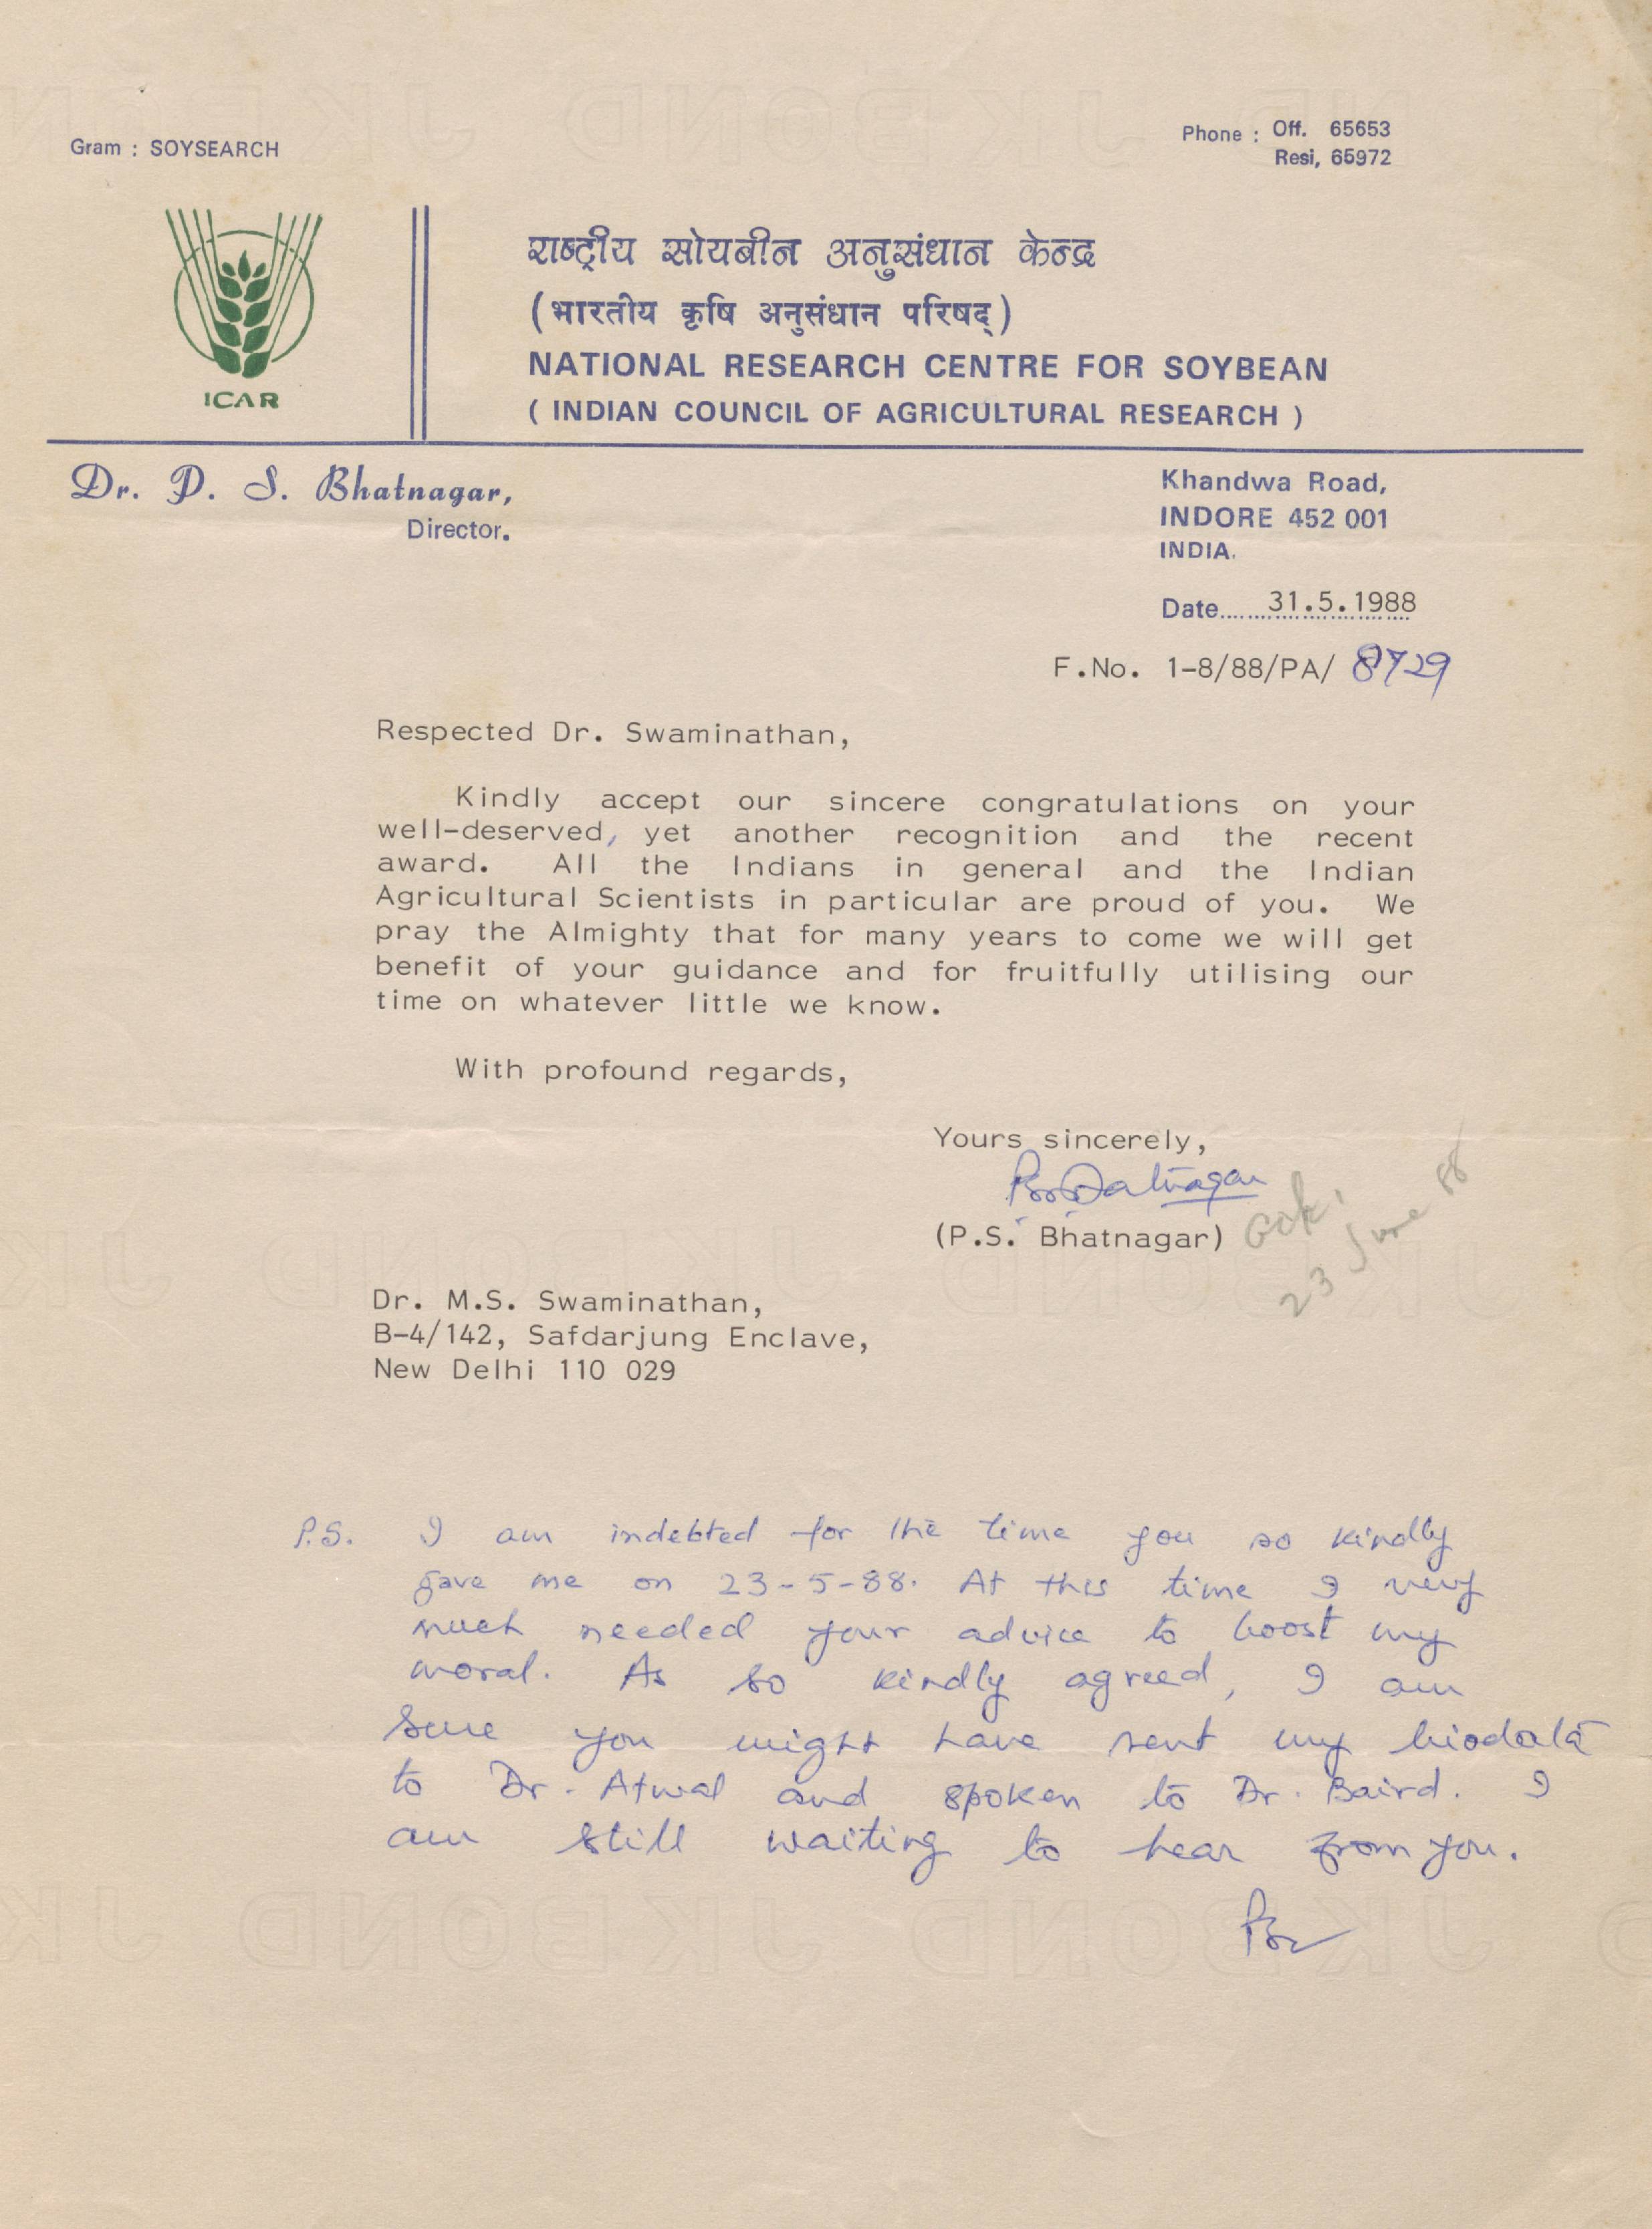 Gram : SOYSEARCH
Phone : Off. 65653
Resi, 65972
ICAR
राष्ट्रीय सोयबीन अनुसंधान केन्द्र
(भारतीय कृषि अनुसंधान परिषद्)
NATIONAL RESEARCH CENTRE FOR SOYBEAN
( INDIAN COUNCIL OF AGRICULTURAL RESEARCH )
Dr. P. S. Bhatnagar,
Director.
Khandwa Road,
INDORE 452 001
INDIA.
Date......31.5.1988
F.No. 1-8/88/PA/ 8729
Respected Dr. Swaminathan,
Kindly accept our sincere congratulations on your
well-deserved, yet another recognition and the recent
award. All the Indians in general and the Indian
Agricultural Scientists in particular are proud of you. We
pray the Almighty that for many years to come we will get
benefit of your guidance and for fruitfully utilising our
time on whatever little we know.
With profound regards,
Yours sincerely,
PSBhatnagar
(P.S. Bhatnagar)
23 June 88
Dr. M.S. Swaminathan,
B-4/142, Safdarjung Enclave,
New Delhi 110 029
P.S. I am indebted for the time you so kindly
gave me on 23-5-88. At this time I very
much needed your advice to boost my
moral. As so kindly agreed, I am
sure you might have sent my biodata
to Dr. Atwal and spoken to Dr. Baird. I
am still waiting to hear from you.
JK BOND JK BOND JK BOND